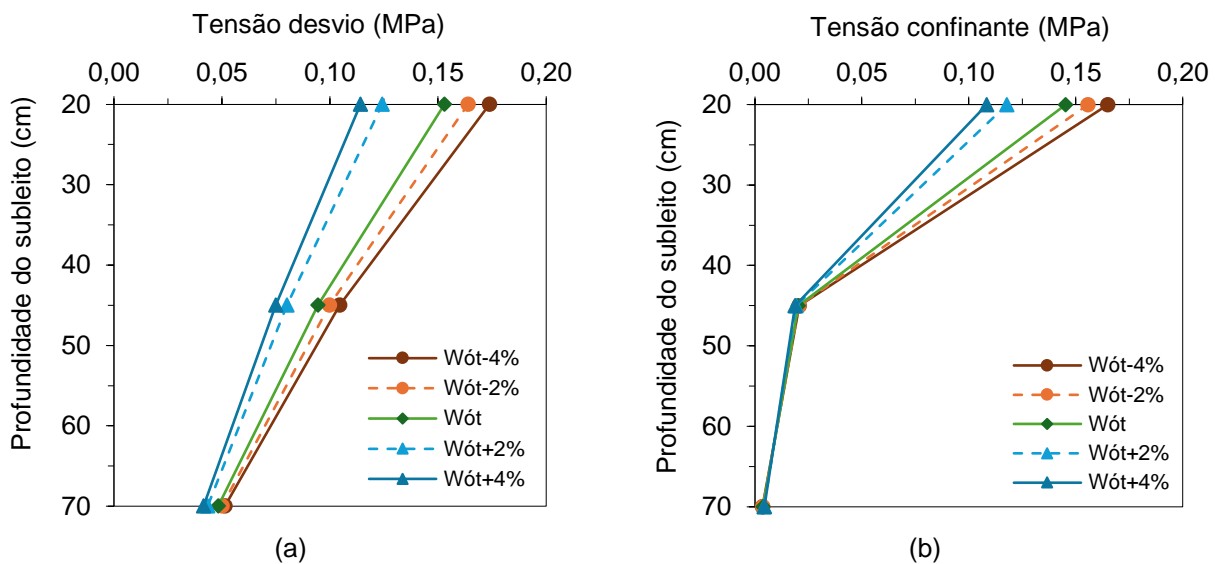 Tensão desvio (MPa)
0,00 0,05 0,10 0,15 0,20
20
30
40
50
60
70
Profundidade do subleito (cm)
Wót-4%
Wót-2%
Wót
Wót+2%
Wót+4%
(a)
Tensão confinante (MPa)
0,00 0,05 0,10 0,15 0,20
20
30
40
50
60
70
Profundidade do subleito (cm)
Wót-4%
Wót-2%
Wót
Wót+2%
Wót+4%
(b)